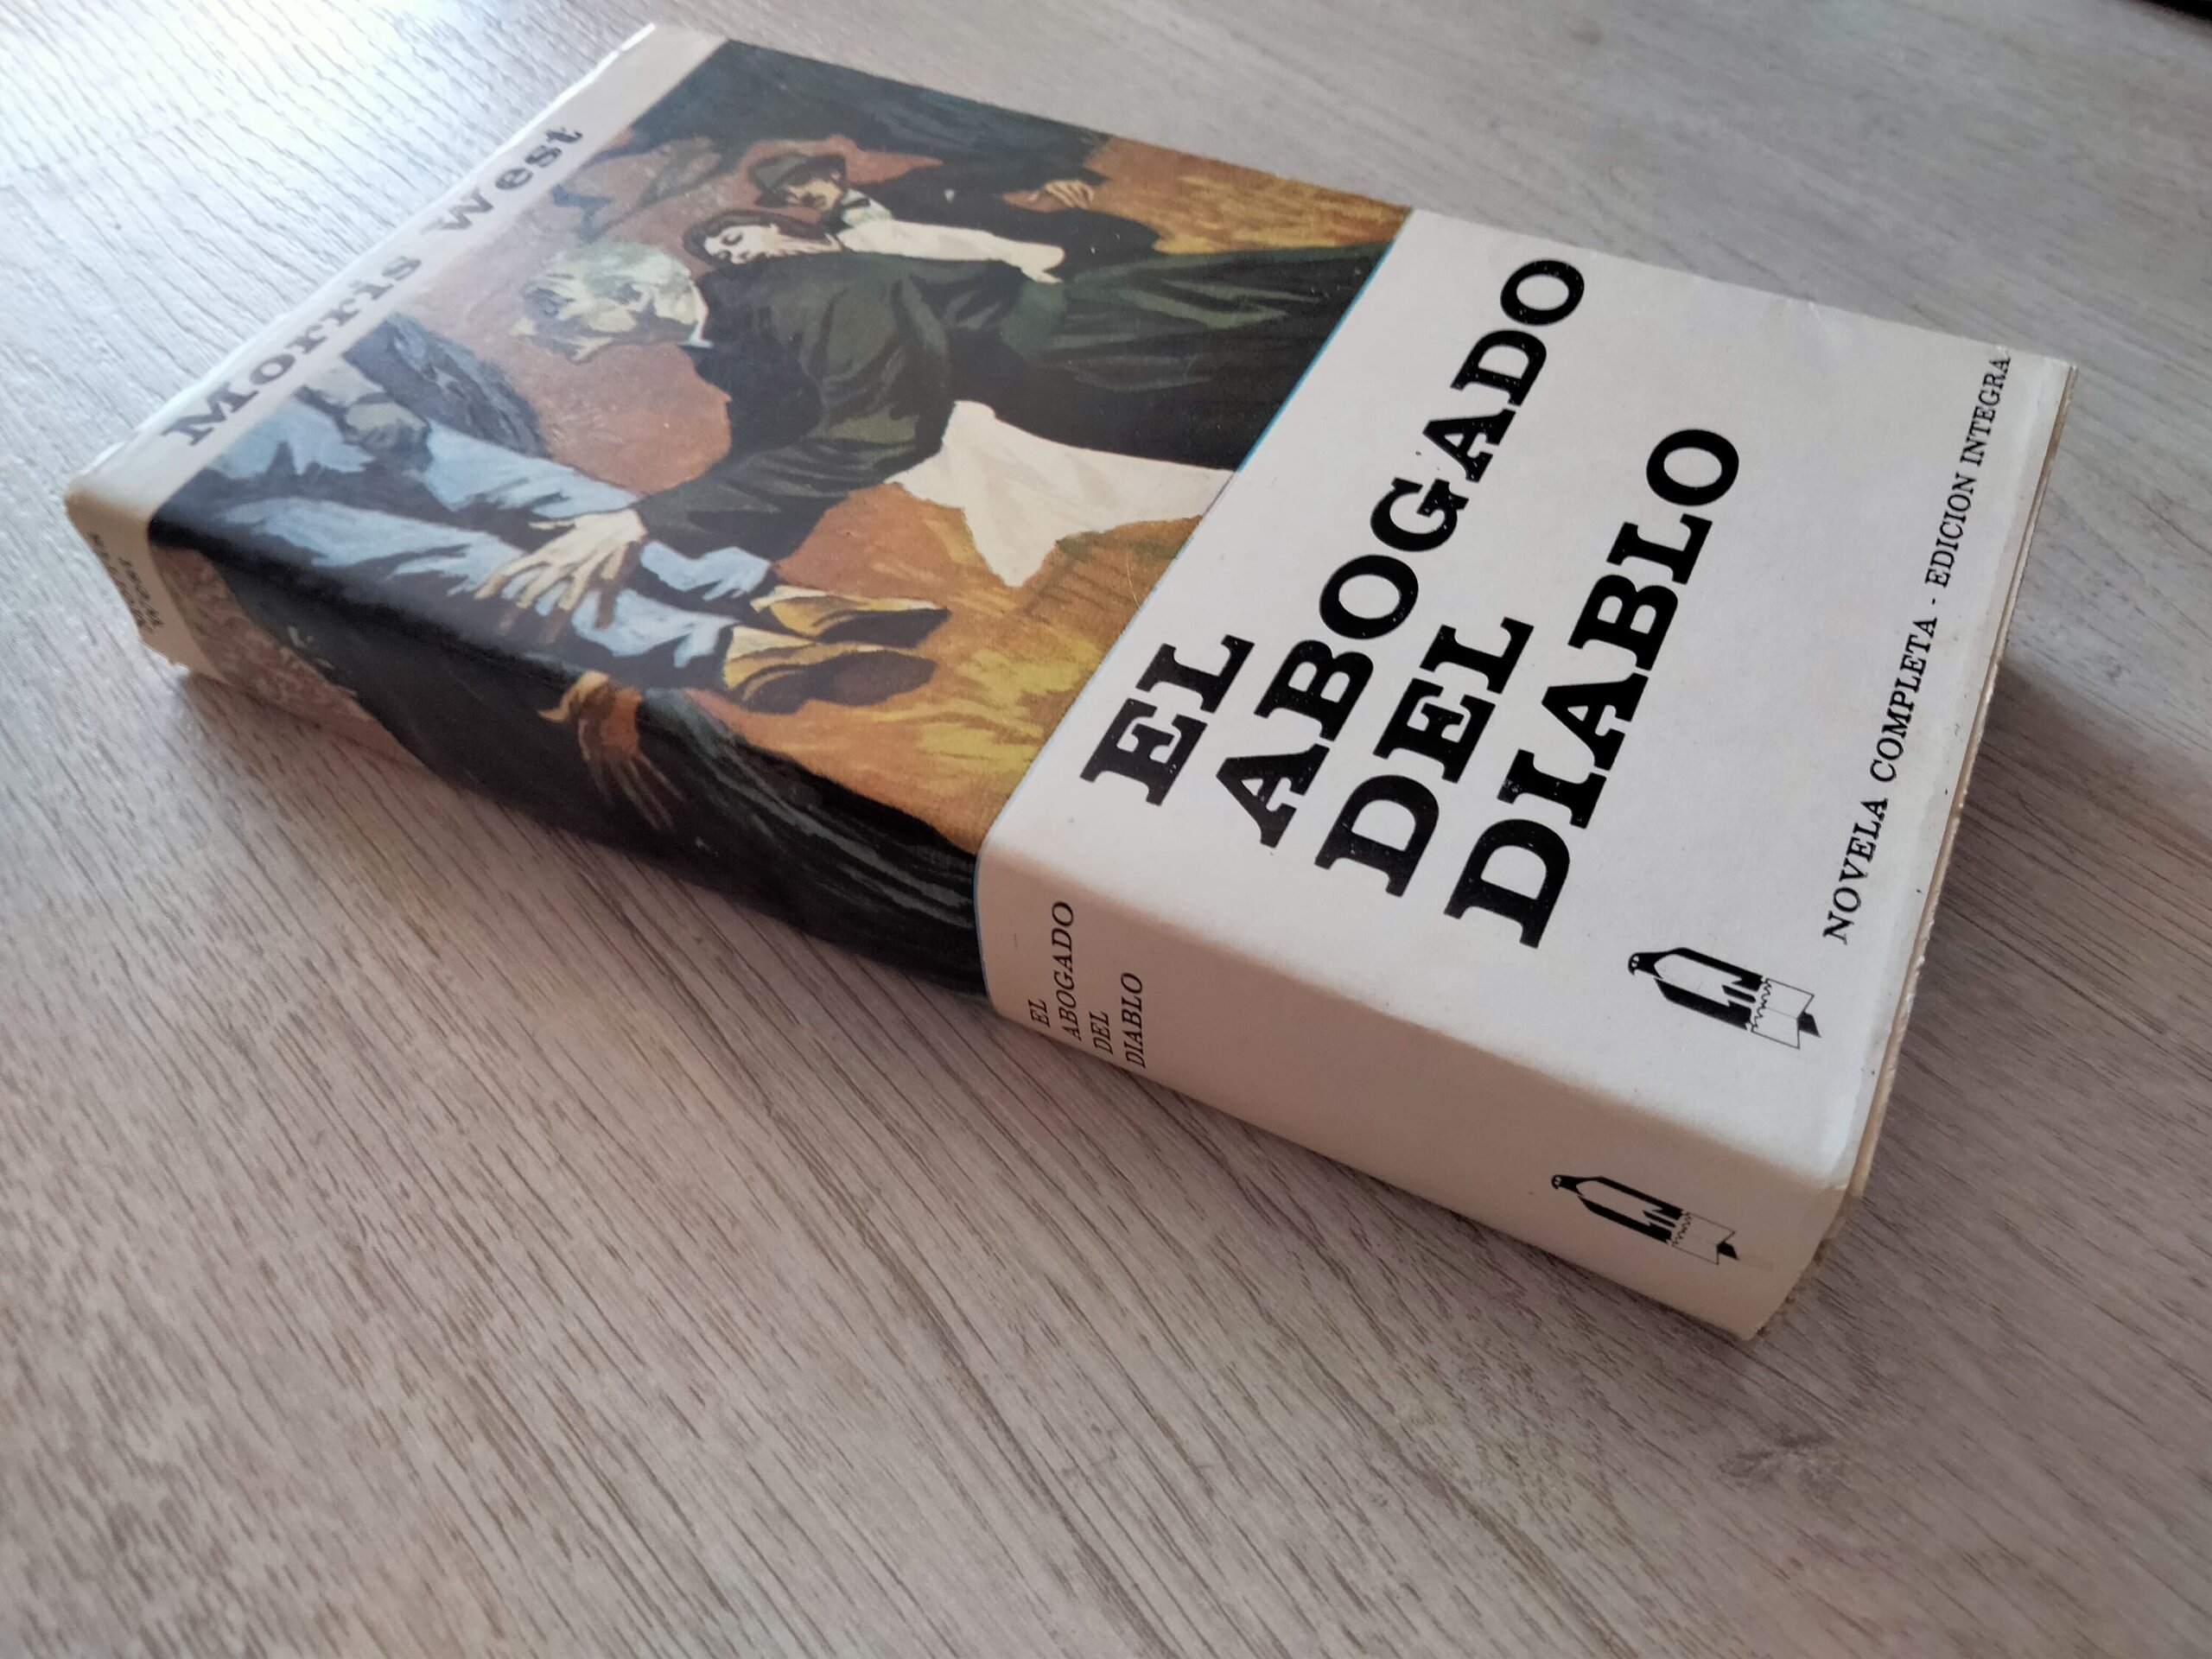 Morris West
EL
ABOGADO
DEL
DIABLO
NOVELA COMPLETA - EDICION INTEGRA
EL
ABOGADO
DEL
DIABLO